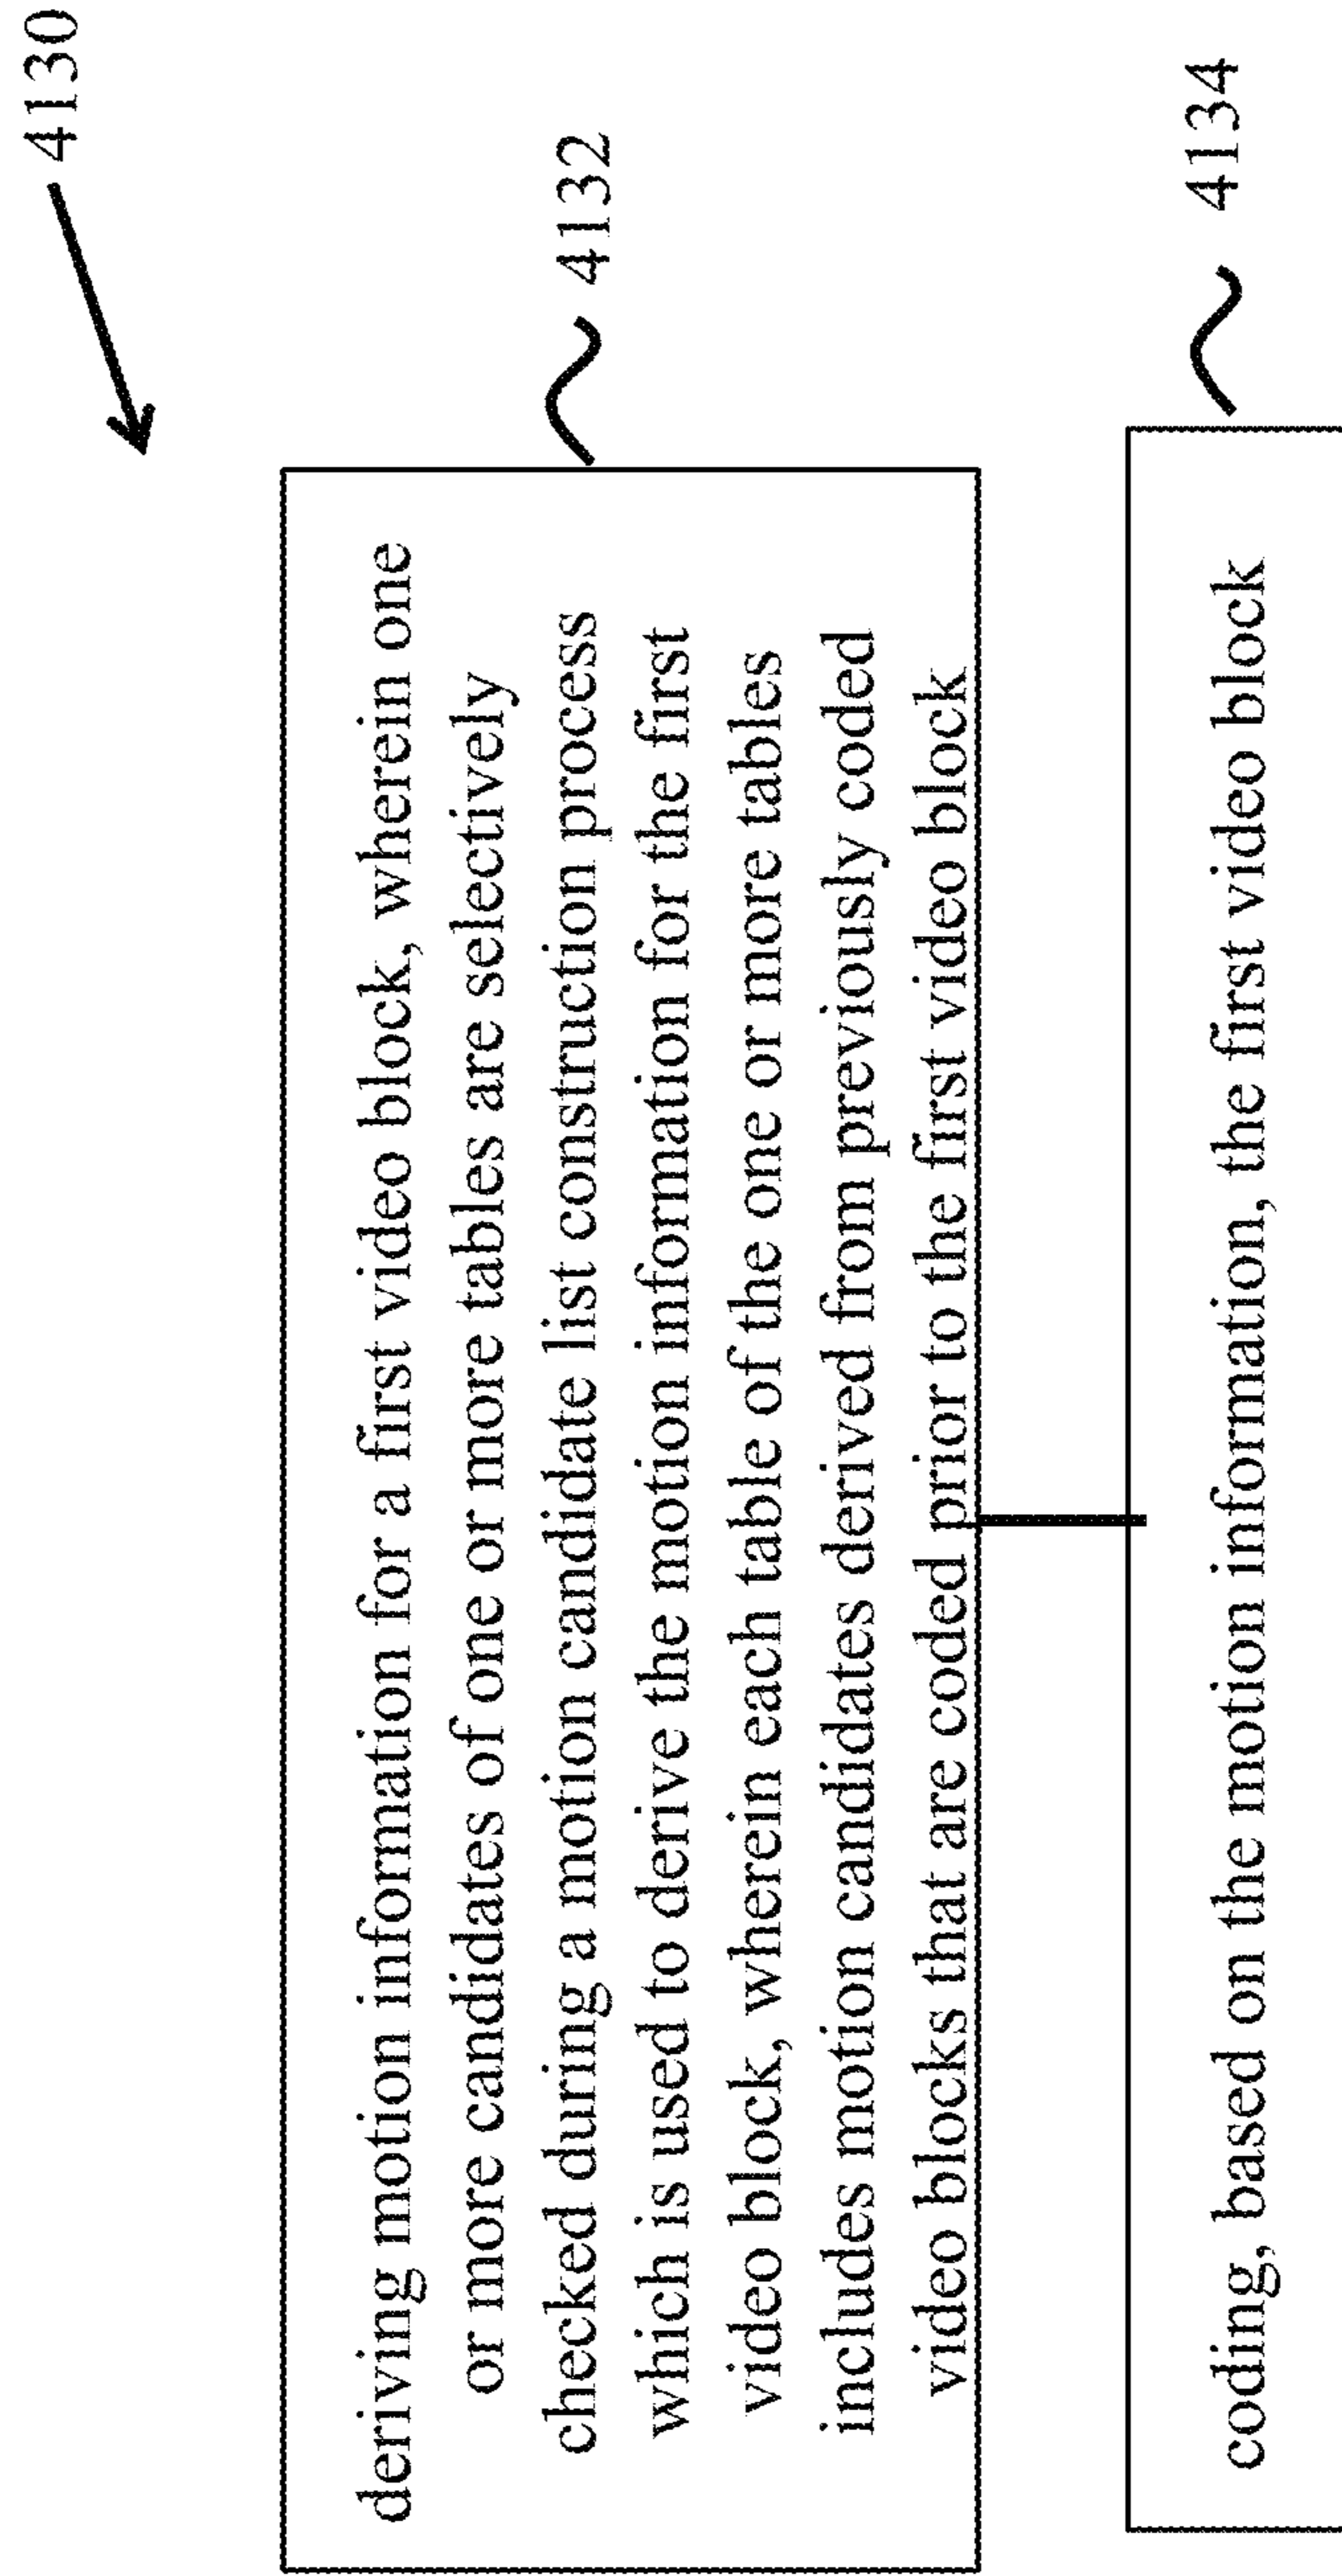 4130
deriving motion information for a first video block, wherein one
or more candidates of one or more tables are selectively
checked during a motion candidate list construction process
which is used to derive the motion information for the first
video block, wherein each table of the one or more tables
includes motion candidates derived from previously coded
video blocks that are coded prior to the first video block
4132
coding, based on the motion information, the first video block
4134